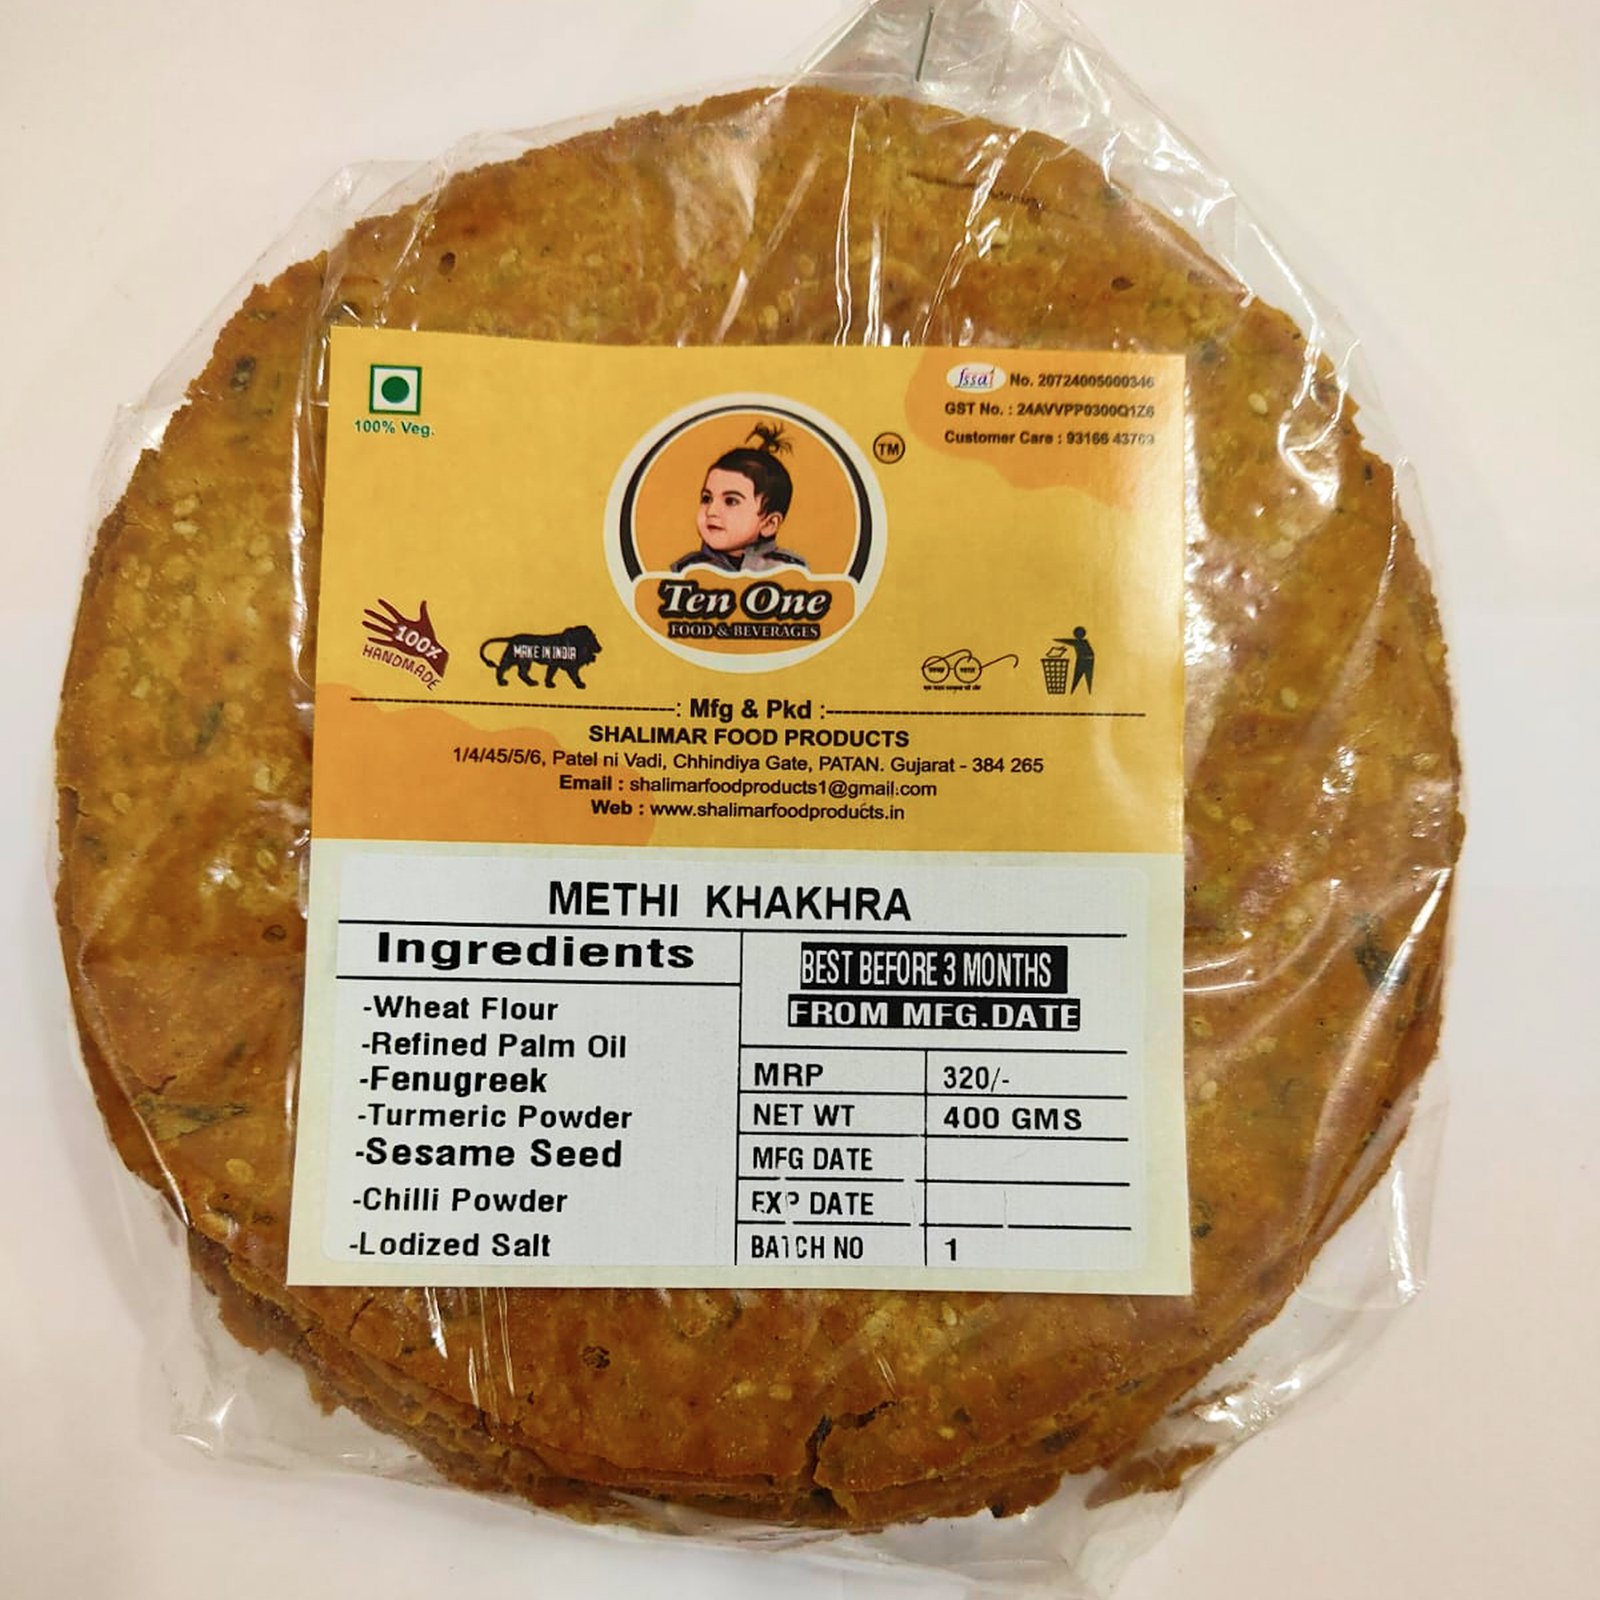 100% Veg.
fssai No. 20724005000346
GST No. : 24AVVPP0300Q1Z6
Customer Care : 93166 43769
TM
Ten One
FOOD & BEVERAGES
100%
HANDMADE
MAKE IN INDIA
-: Mfg & Pkd :-
SHALIMAR FOOD PRODUCTS
1/4/45/5/6, Patel ni Vadi, Chhindiya Gate, PATAN. Gujarat - 384 265
Email : shalimarfoodproducts1@gmail.com
Web : www.shalimarfoodproducts.in
METHI KHAKHRA
Ingredients
-Wheat Flour
-Refined Palm Oil
-Fenugreek
-Turmeric Powder
-Sesame Seed
-Chilli Powder
-Lodized Salt
BEST BEFORE 3 MONTHS
FROM MFG.DATE
MRP 320/-
NET WT 400 GMS
MFG DATE
EXP DATE
BATCH NO 1